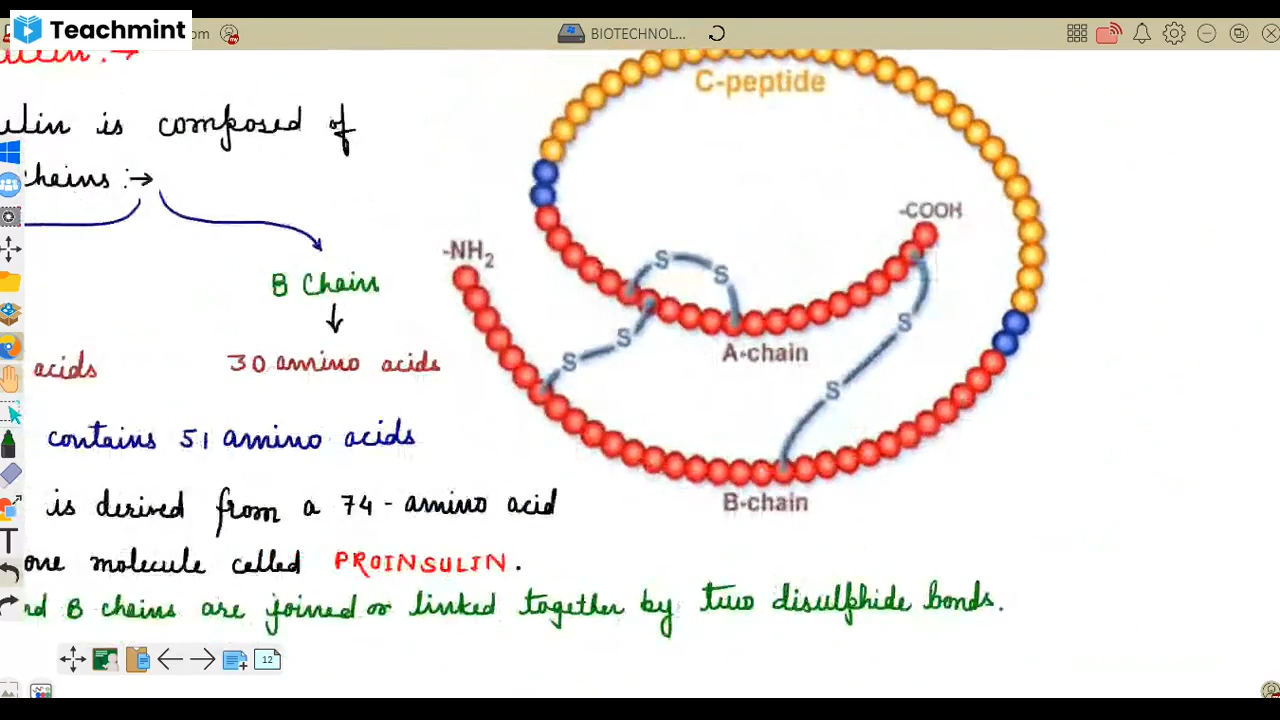 Teachmint
om
BIOTECHNOL...
C-peptide
ulin is composed of
chains :→
-COOH
-NH2
B Chain
S
S
S
S
S
S
A-chain
acids
30 amino acids
contains 51 amino acids
B-chain
is derived from a 74 - amino acid
one molecule called PROINSULIN.
nd B chains are joined or linked together by two disulphide bonds.
12